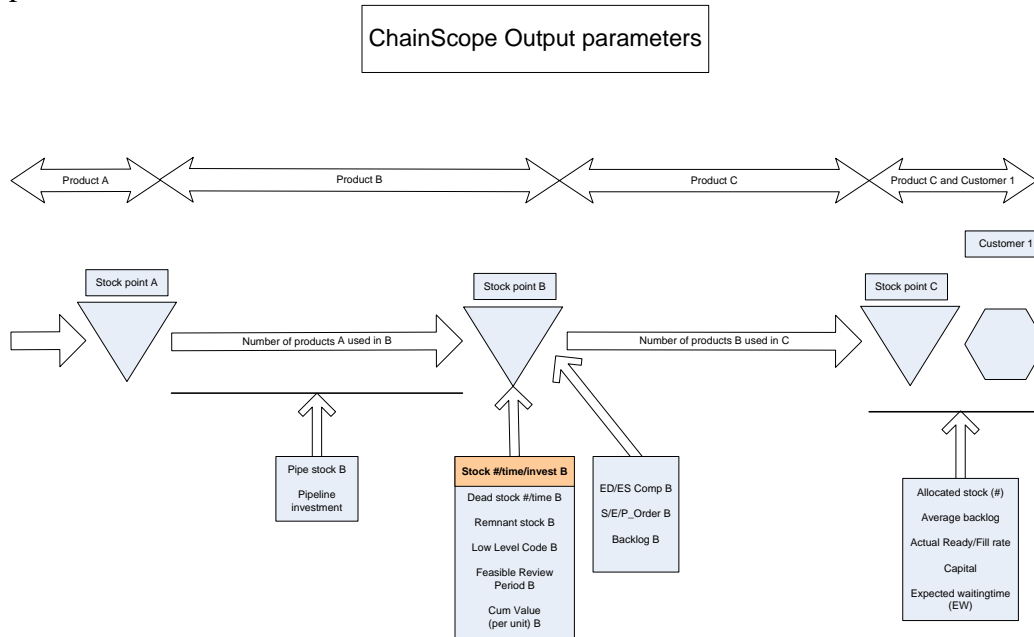 ChainScope Output parameters
Product A
Product B
Product C
Product C and Customer 1
Customer 1
Stock point A
Stock point B
Stock point C
Number of products A used in B
Number of products B used in C
Pipe stock B
Pipeline
investment
Stock #/time/invest B
Dead stock #/time B
Remnant stock B
Low Level Code B
Feasible Review
Period B
Cum Value
(per unit) B
ED/ES Comp B
S/E/P_Order B
Backlog B
Allocated stock (#)
Average backlog
Actual Ready/Fill rate
Capital
Expected waitingtime
(EW)